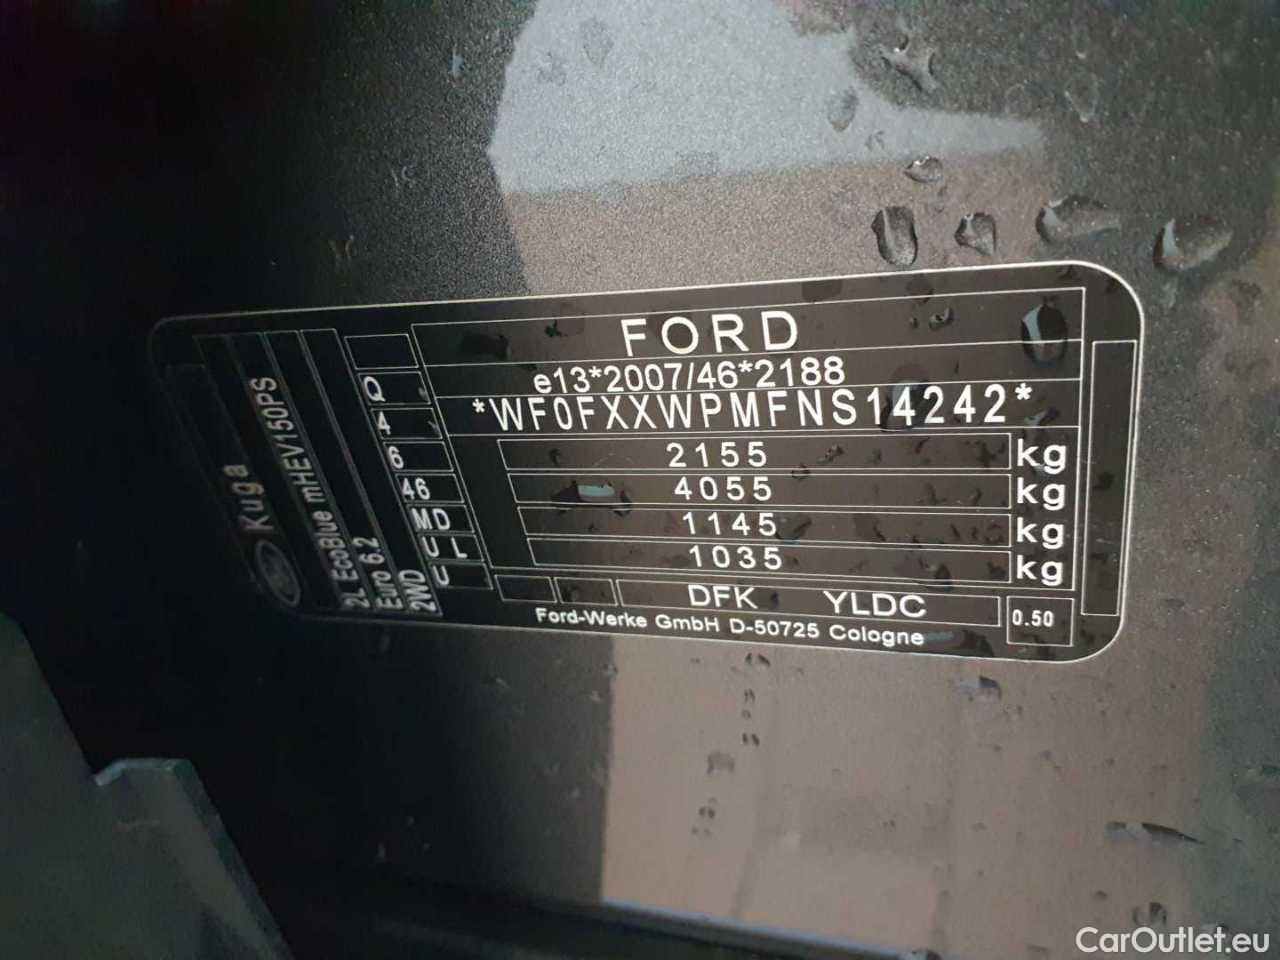 FORD
e13*2007/46*2188
*WF0FXXWPMFNS14242*
2155 kg
4055 kg
1145 kg
1035 kg
DFK YLDC
0.50
Ford-Werke GmbH D-50725 Cologne
Kuga
2L EcoBlue mHEV150PS
Euro 6.2
2WD
Q
4
6
46
MD
U L
U
CarOutlet.eu